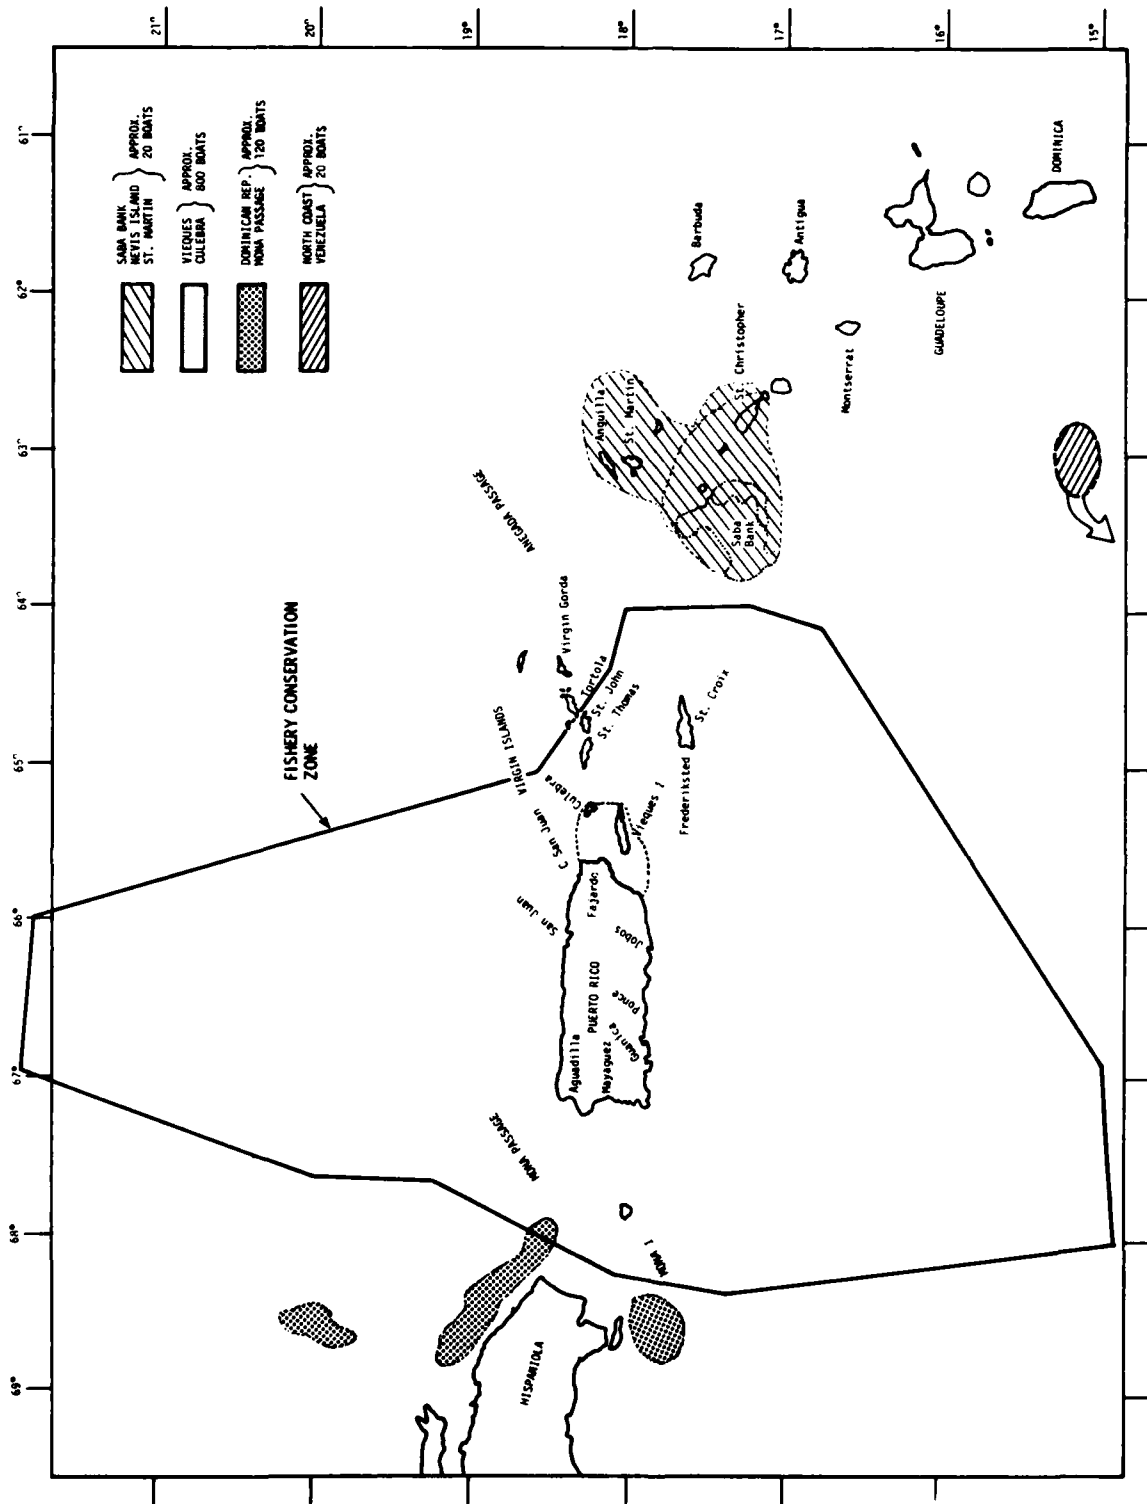 SABA BANK
NEVIS ISLAND
ST. MARTIN
APPROX.
20 BOATS
VIEQUES
CULEBRA
APPROX.
800 BOATS
DOMINICAN REP.
MONA PASSAGE
APPROX.
120 BOATS
NORTH COAST
VENEZUELA
APPROX.
20 BOATS
FISHERY CONSERVATION
ZONE
69°
68°
67°
66°
65°
64°
63°
62°
61°
21°
20°
19°
18°
17°
16°
15°
HISPANIOLA
MONA PASSAGE
MONA I
Aguadilla
Mayaguez
PUERTO RICO
Guanica
Ponce
Jobos
San Juan
Fajardo
C San Juan
Culebra
Vieques I
VIRGIN ISLANDS
St. Thomas
St. John
Tortola
Virgin Gorda
Frederiksted
St. Croix
ANEGADA PASSAGE
Anguilla
St. Martin
Saba
Bank
St. Christopher
Barbuda
Antigua
Montserrat
GUADELOUPE
DOMINICA